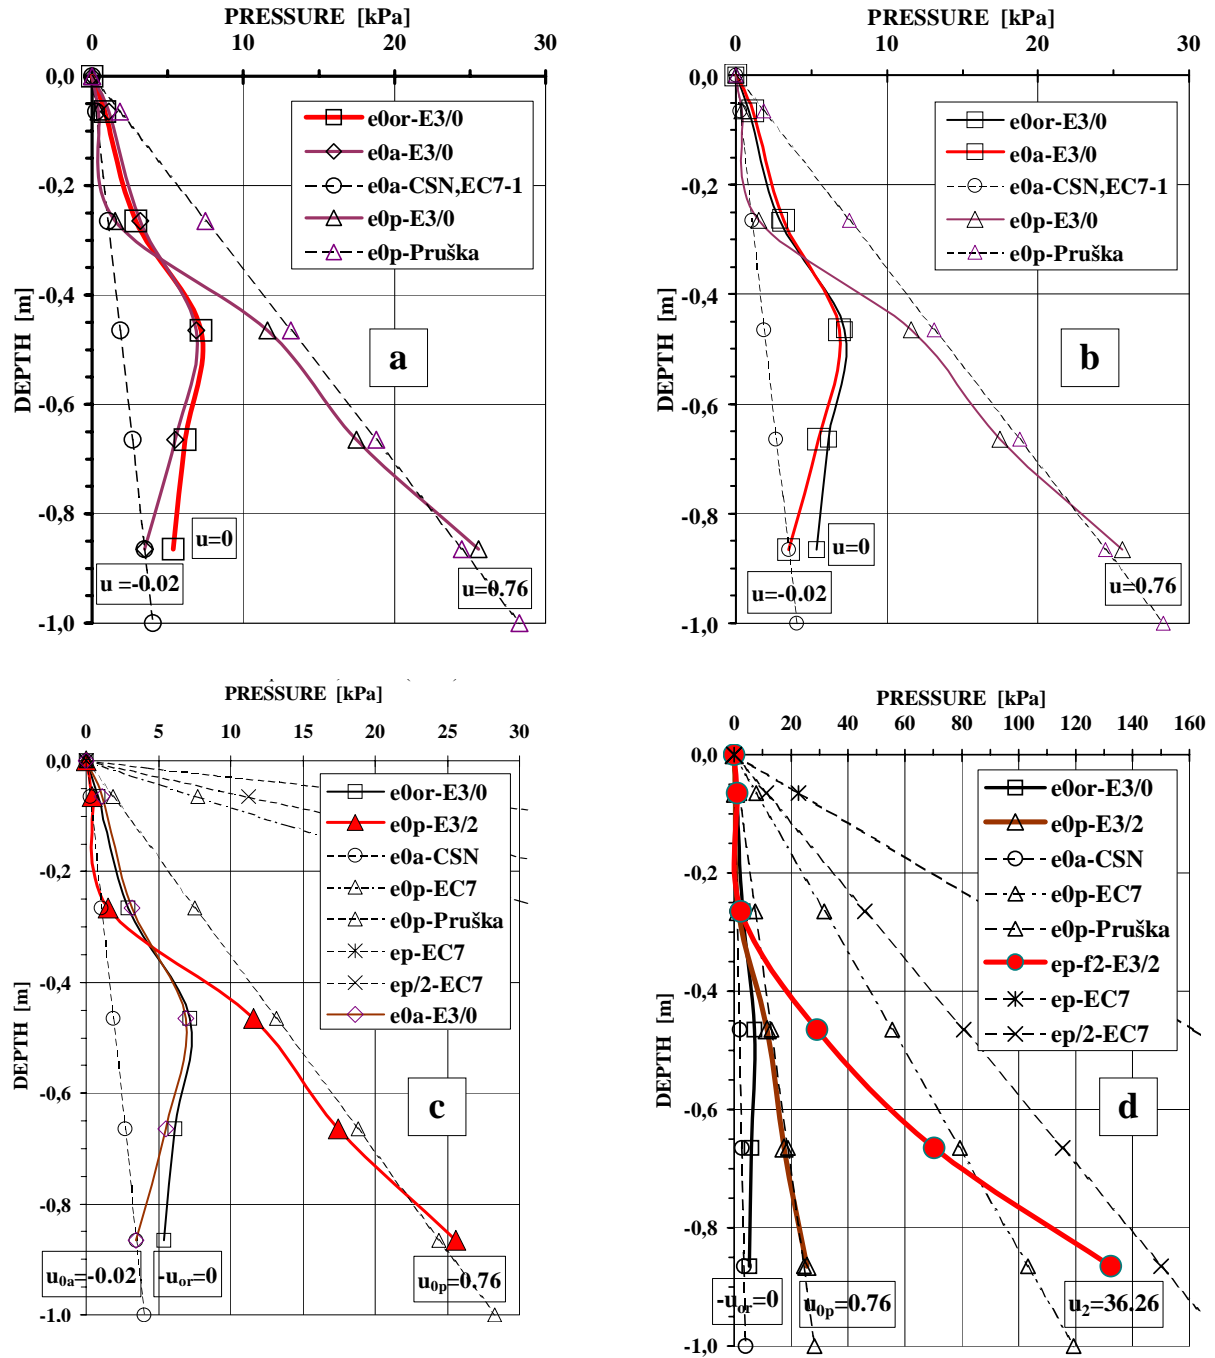 PRESSURE [kPa]
0 10 20 30
0,0
-0,2
-0,4
-0,6
-0,8
-1,0
DEPTH [m]
e0or-E3/0
e0a-E3/0
e0a-CSN,EC7-1
e0p-E3/0
e0p-Pruška
a
u=0
u =-0.02
u=0.76
PRESSURE [kPa]
0 10 20 30
0,0
-0,2
-0,4
-0,6
-0,8
-1,0
DEPTH [m]
e0or-E3/0
e0a-E3/0
e0a-CSN,EC7-1
e0p-E3/0
e0p-Pruška
b
u=0
u=-0.02
u=0.76
PRESSURE [kPa]
0 5 10 15 20 25 30
0,0
-0,2
-0,4
-0,6
-0,8
-1,0
DEPTH [m]
e0or-E3/0
e0p-E3/2
e0a-CSN
e0p-EC7
e0p-Pruška
ep-EC7
ep/2-EC7
e0a-E3/0
c
u0a=-0.02
-uor=0
u0p=0.76
PRESSURE [kPa]
0 20 40 60 80 100 120 140 160
0,0
-0,2
-0,4
-0,6
-0,8
-1,0
DEPTH [m]
e0or-E3/0
e0p-E3/2
e0a-CSN
e0p-EC7
e0p-Pruška
ep-f2-E3/2
ep-EC7
ep/2-EC7
d
-uor=0
u0p=0.76
u2=36.26